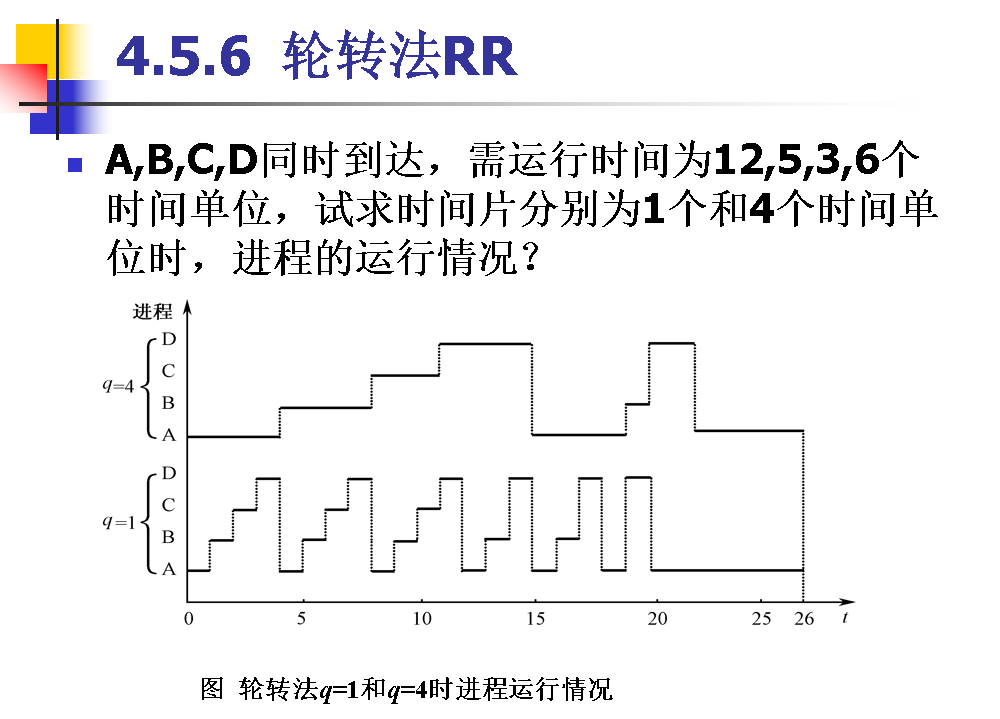 4.5.6 轮转法RR
A,B,C,D同时到达，需运行时间为12,5,3,6个
时间单位，试求时间片分别为1个和4个时间单
位时，进程的运行情况？
进程
D
C
q=4
B
A
D
C
q=1
B
A
0 5 10 15 20 25 26 t
图 轮转法q=1和q=4时进程运行情况